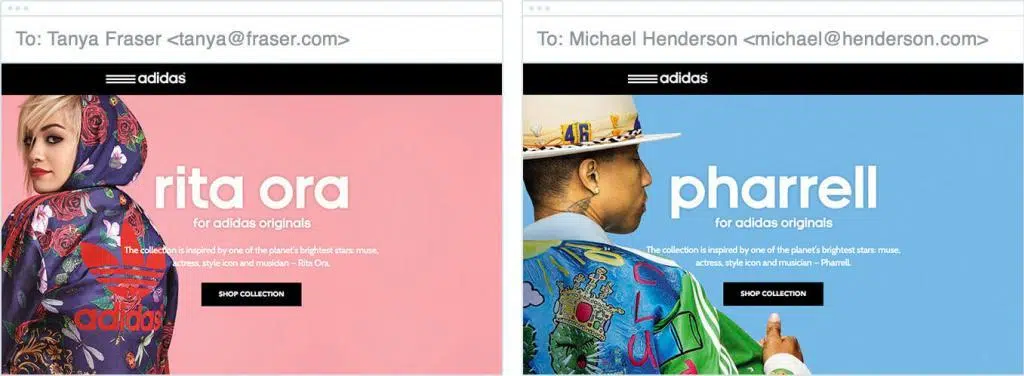 To: Tanya Fraser <tanya@fraser.com>
adidas
rita ora
for adidas originals
The collection is inspired by one of the planet's brightest stars: muse,
actress, style icon and musician – Rita Ora.
SHOP COLLECTION
adidas
To: Michael Henderson <michael@henderson.com>
adidas
46
pharrell
for adidas originals
The collection is inspired by one of the planet's brightest stars: muse,
actress, style icon and musician – Pharrell.
SHOP COLLECTION